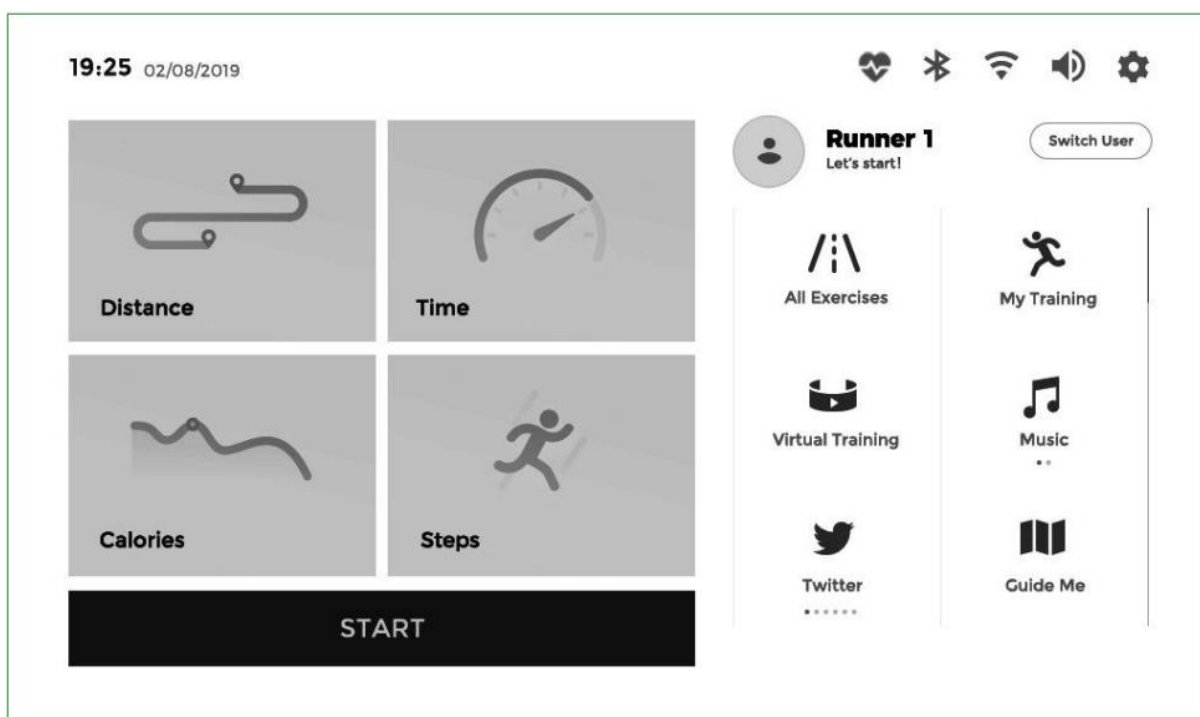 19:25 02/08/2019
Runner 1
Let's start!
Switch User
Distance
Time
Calories
Steps
START
All Exercises
My Training
Virtual Training
Music
Twitter
Guide Me